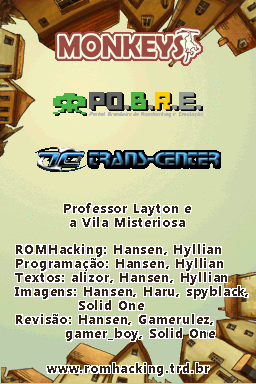 MONKEYS
PO.B.R.E.
Portal Brasileiro de Romhacking e Emulação
TRANS-CENTER
Professor Layton e
a Vila Misteriosa
ROMHacking: Hansen, Hyllian
Programação: Hansen, Hyllian
Textos: alizor, Hansen, Hyllian
Imagens: Hansen, Haru, spyblack,
Solid One
Revisão: Hansen, Gamerulez,
gamer_boy, Solid One
www.romhacking.trd.br